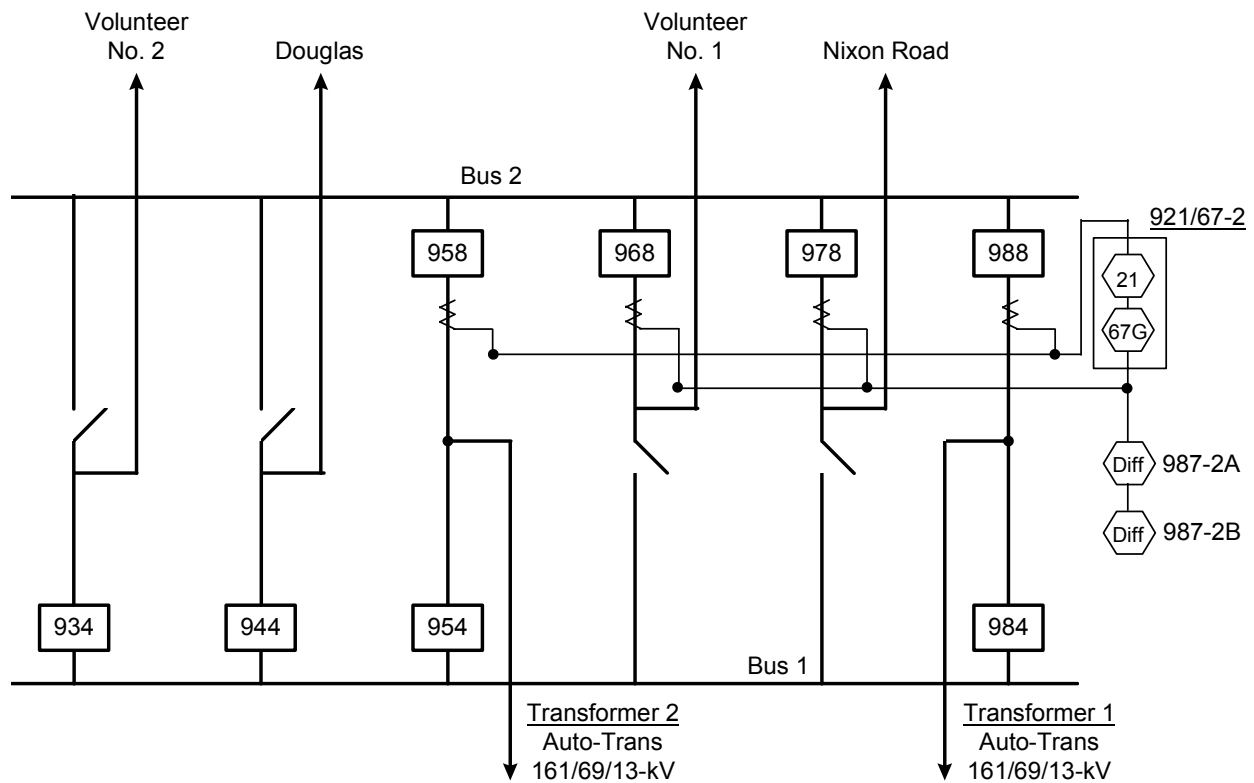 Volunteer
No. 2
Douglas
Volunteer
No. 1
Nixon Road
Bus 2
921/67-2
958
968
978
988
21
67G
Diff
987-2A
Diff
987-2B
934
944
954
984
Bus 1
Transformer 2
Auto-Trans
161/69/13-kV
Transformer 1
Auto-Trans
161/69/13-kV